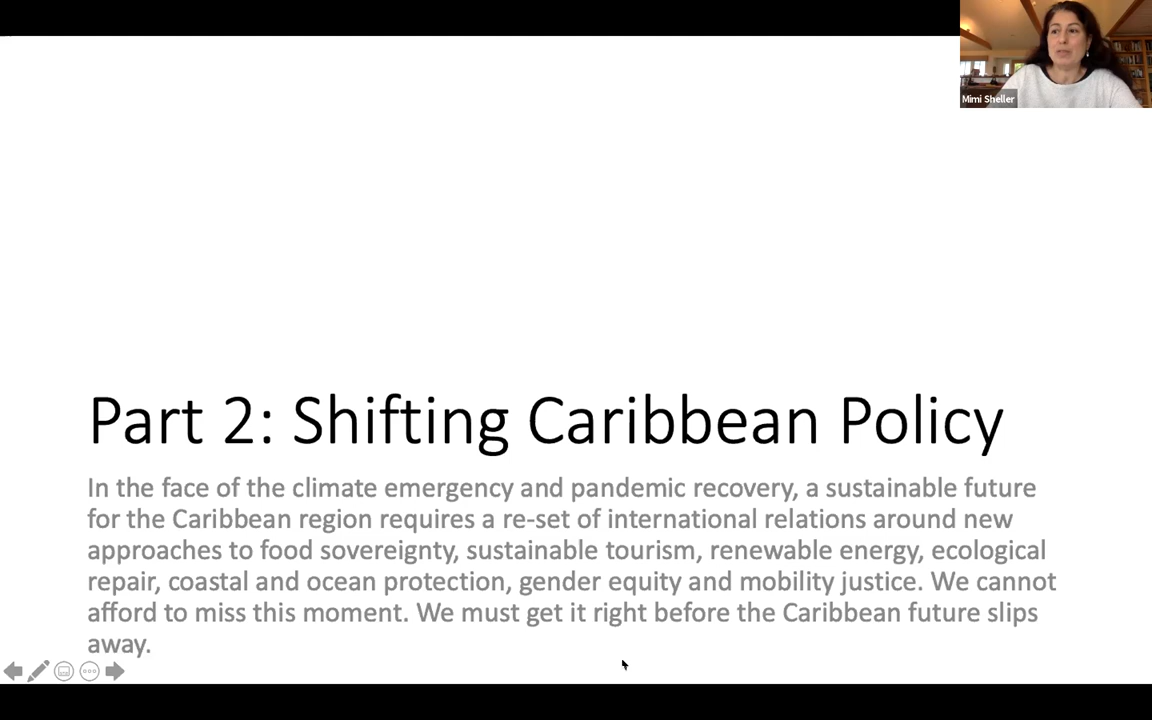 Mimi Sheller
Part 2: Shifting Caribbean Policy
In the face of the climate emergency and pandemic recovery, a sustainable future
for the Caribbean region requires a re-set of international relations around new
approaches to food sovereignty, sustainable tourism, renewable energy, ecological
repair, coastal and ocean protection, gender equity and mobility justice. We cannot
afford to miss this moment. We must get it right before the Caribbean future slips
away.